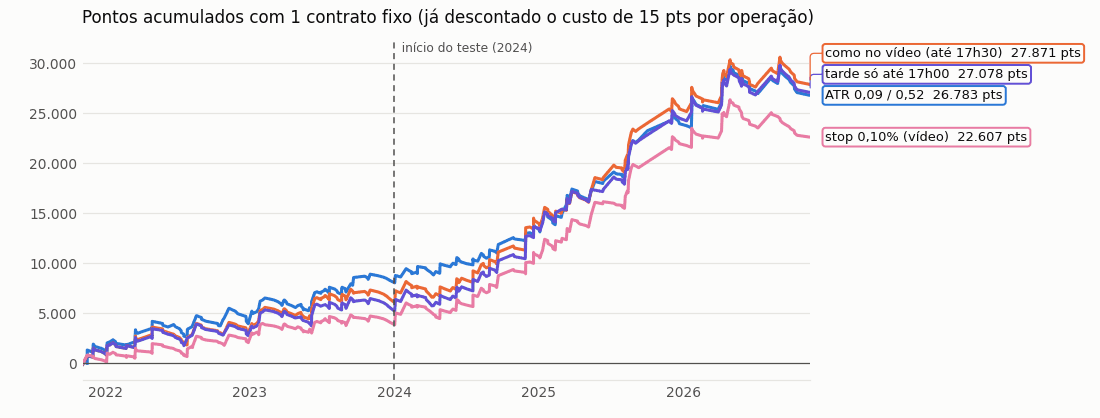 Pontos acumulados com 1 contrato fixo (já descontado o custo de 15 pts por operação)
início do teste (2024)
como no vídeo (até 17h30)  27.871 pts
tarde só até 17h00  27.078 pts
ATR 0,09 / 0,52  26.783 pts
stop 0,10% (vídeo)  22.607 pts
30.000
25.000
20.000
15.000
10.000
5.000
0
2022 2023 2024 2025 2026